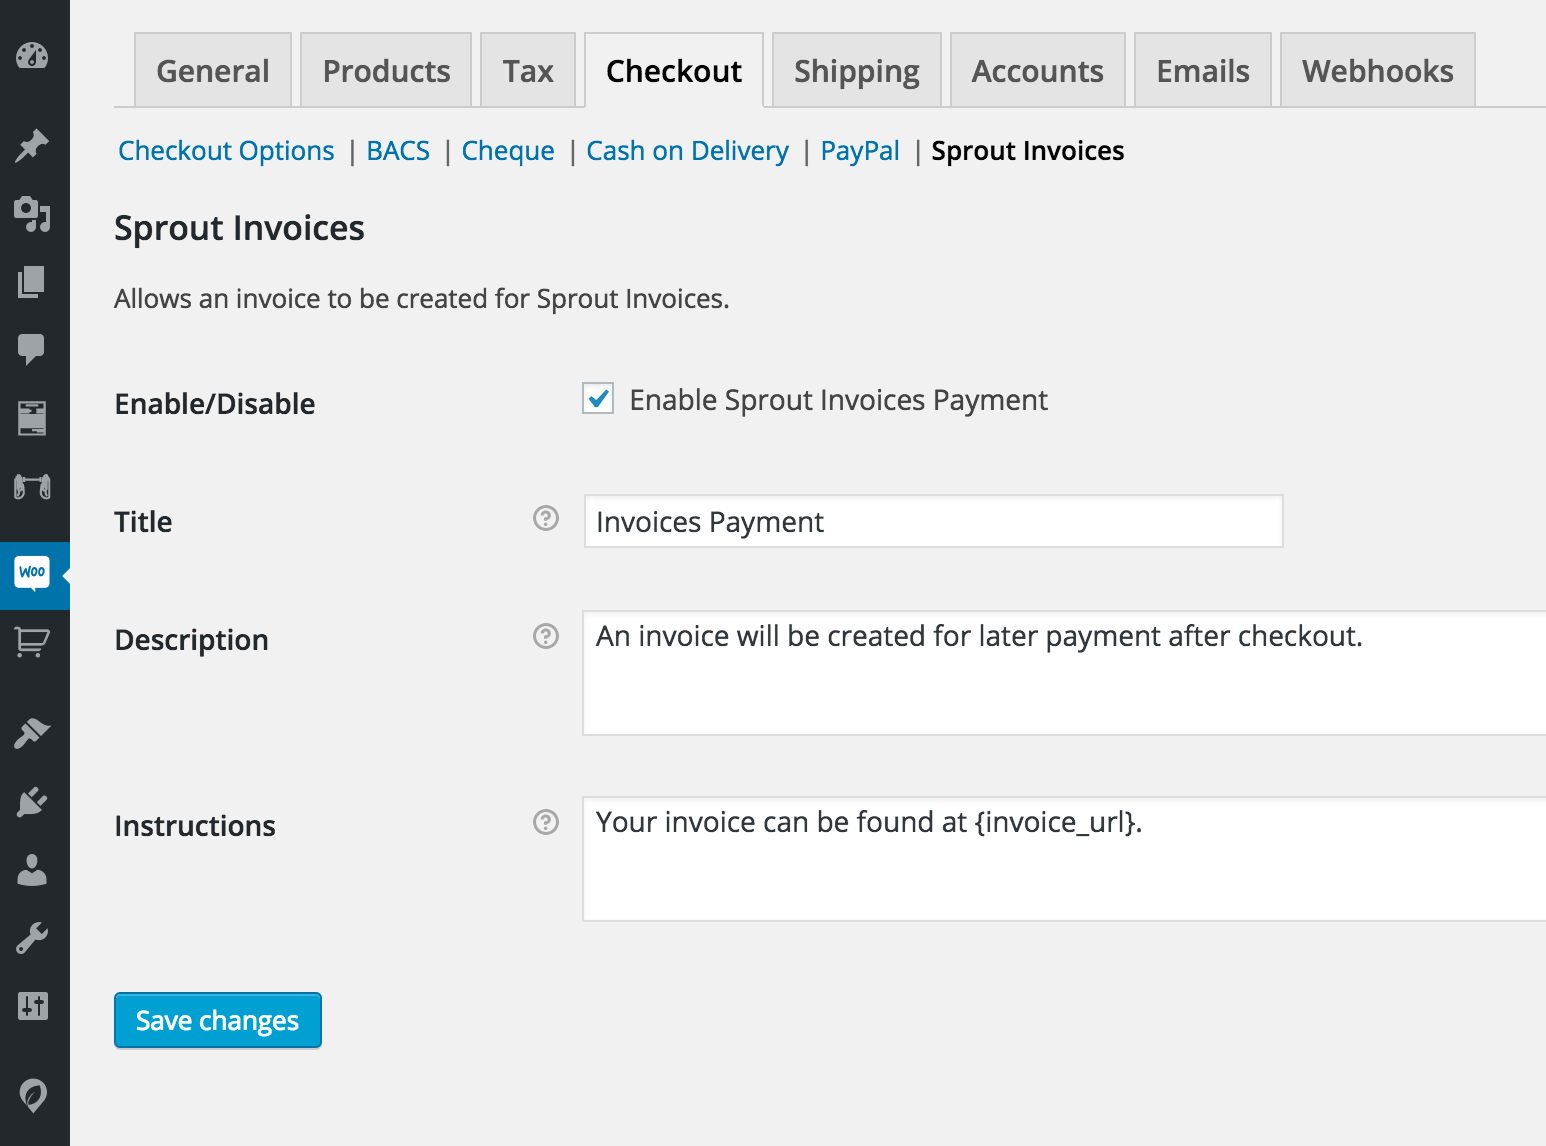 General Products Tax Checkout Shipping Accounts Emails Webhooks
Checkout Options | BACS | Cheque | Cash on Delivery | PayPal | Sprout Invoices
Sprout Invoices
Allows an invoice to be created for Sprout Invoices.
Enable/Disable Enable Sprout Invoices Payment
Title ? Invoices Payment
Woo
Description ? An invoice will be created for later payment after checkout.
Instructions ? Your invoice can be found at {invoice_url}.
Save changes